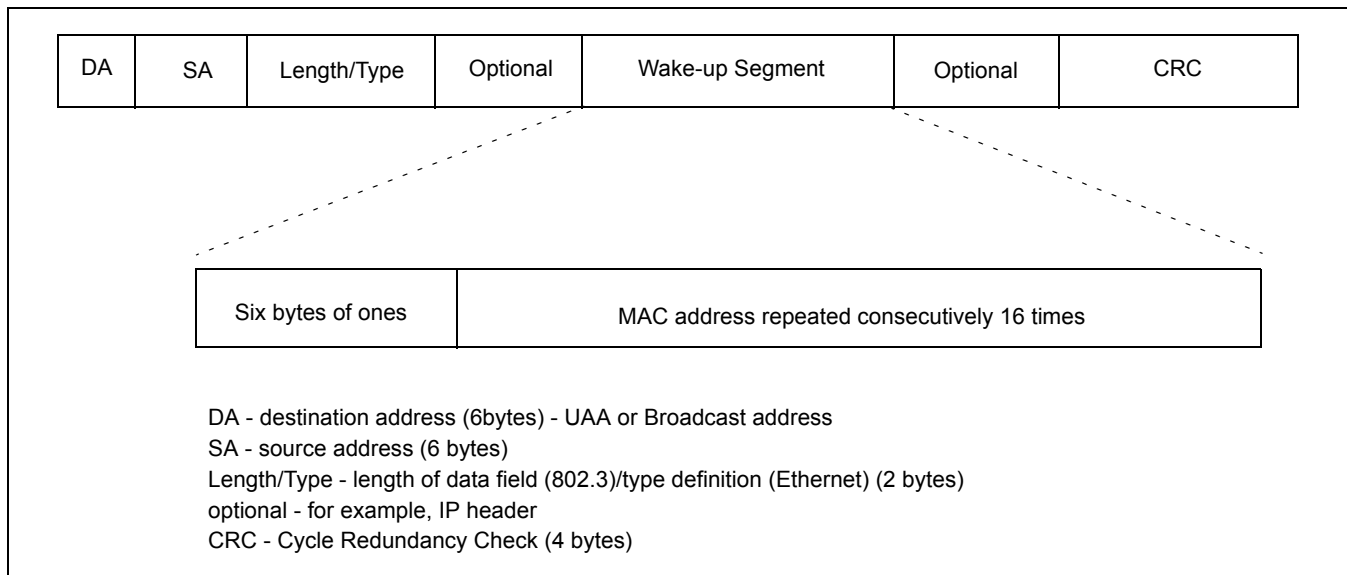 DA SA Length/Type Optional Wake-up Segment Optional CRC
Six bytes of ones MAC address repeated consecutively 16 times
DA - destination address (6bytes) - UAA or Broadcast address
SA - source address (6 bytes)
Length/Type - length of data field (802.3)/type definition (Ethernet) (2 bytes)
optional - for example, IP header
CRC - Cycle Redundancy Check (4 bytes)